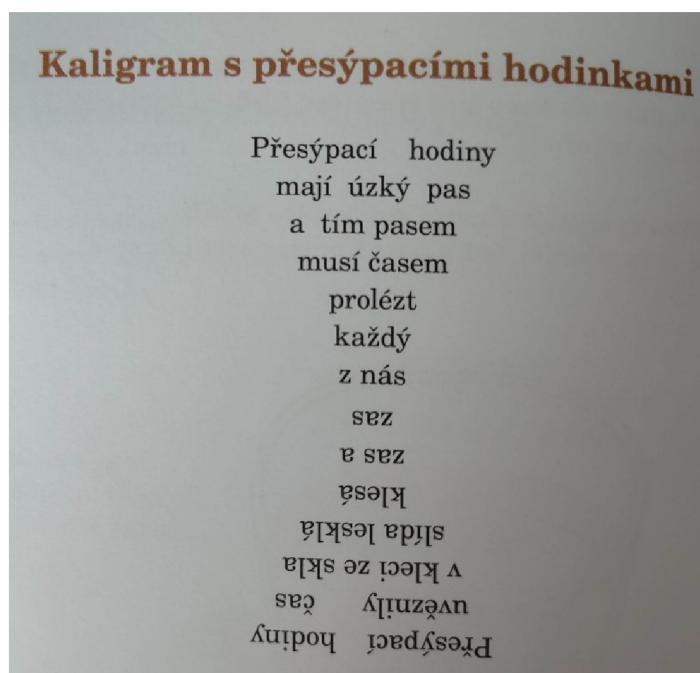 Kaligram s přesýpacími hodinkami
Přesýpací hodiny
mají úzký pas
a tím pasem
musí časem
prolézt
každý
z nás
Přesýpací hodiny
uvěznily čas
v kleci ze skla
slída lesklá
klesá
zas a
zas